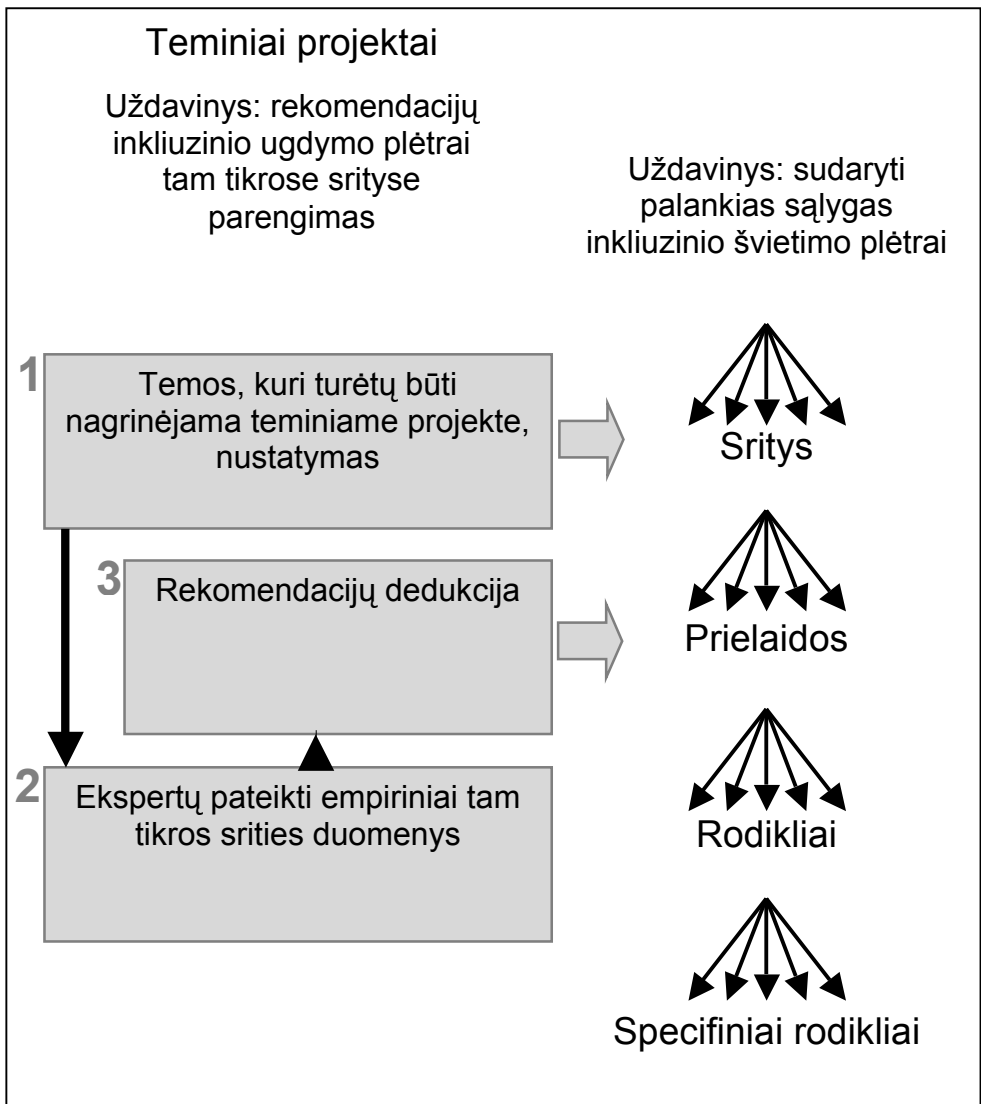 Teminiai projektai
Uždavinys: rekomendacijų
inkliuzinio ugdymo plėtrai
tam tikrose srityse
parengimas
Uždavinys: sudaryti
palankias sąlygas
inkliuzinio švietimo plėtrai
1
Temos, kuri turėtų būti
nagrinėjama teminiame projekte,
nustatymas
Sritys
3
Rekomendacijų dedukcija
Prielaidos
2
Ekspertų pateikti empiriniai tam
tikros srities duomenys
Rodikliai
Specifiniai rodikliai